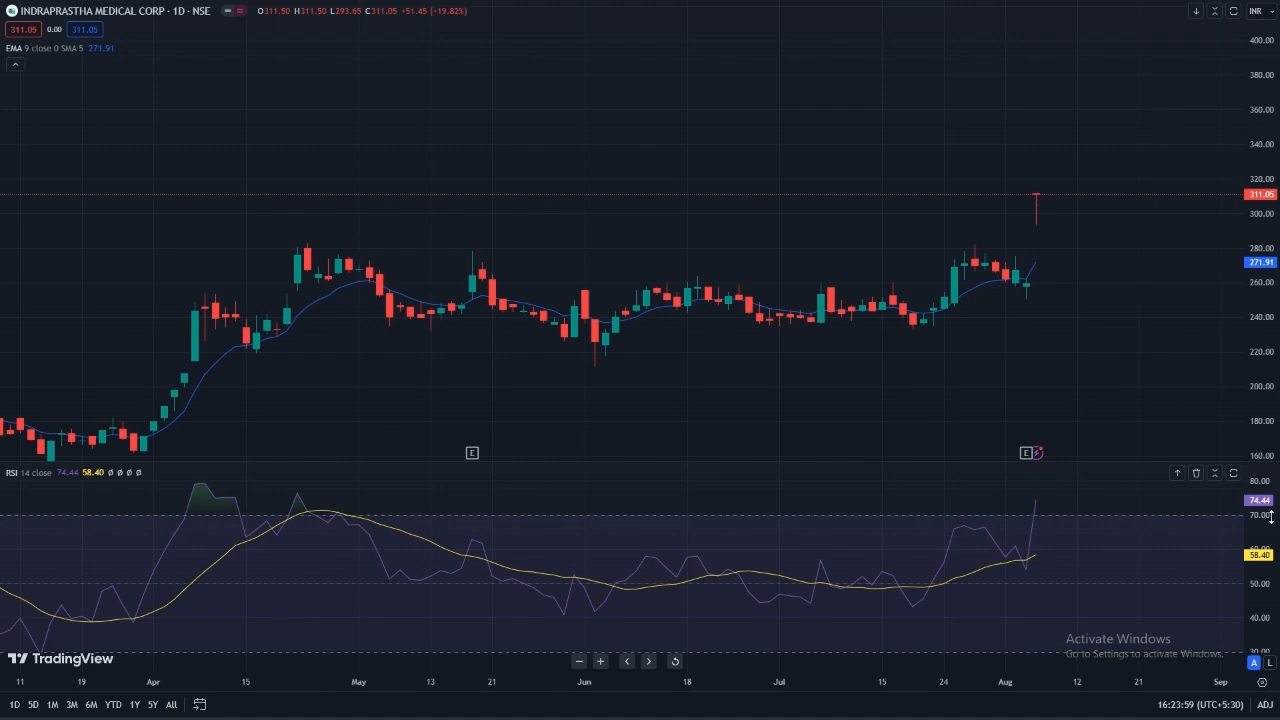 INDRAPRASTHA MEDICAL CORP · 1D · NSE O311.50 H311.50 L293.65 C311.05 +51.45 (+19.82%) INR
311.05 0.00 311.05
EMA 9 close 0 SMA 5 271.91
400.00
380.00
360.00
340.00
320.00
311.05
300.00
280.00
271.91
260.00
240.00
220.00
200.00
180.00
160.00
E E
RSI 14 close 74.44 58.40 Ø Ø Ø Ø
80.00
74.44
70.00
60.00
58.40
50.00
40.00
30.00
Activate Windows
Go to Settings to activate Windows.
TradingView
A L
11 19 Apr 15 May 13 21 Jun 18 Jul 15 24 Aug 12 21 Sep
1D 5D 1M 3M 6M YTD 1Y 5Y All 16:23:59 (UTC+5:30) ADJ